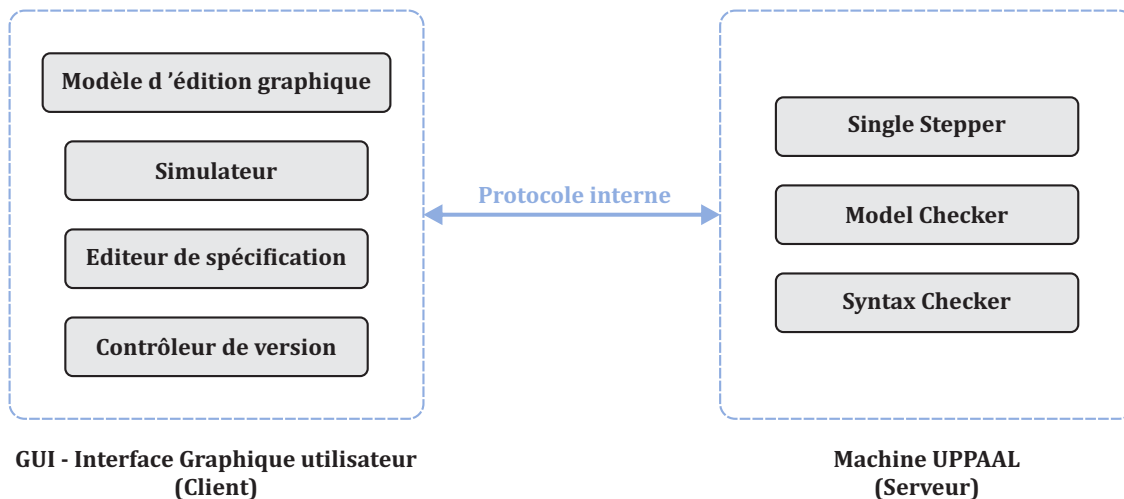 Modèle d ’édition graphique
Simulateur
Editeur de spécification
Contrôleur de version
Protocole interne
Single Stepper
Model Checker
Syntax Checker
GUI - Interface Graphique utilisateur
(Client)
Machine UPPAAL
(Serveur)